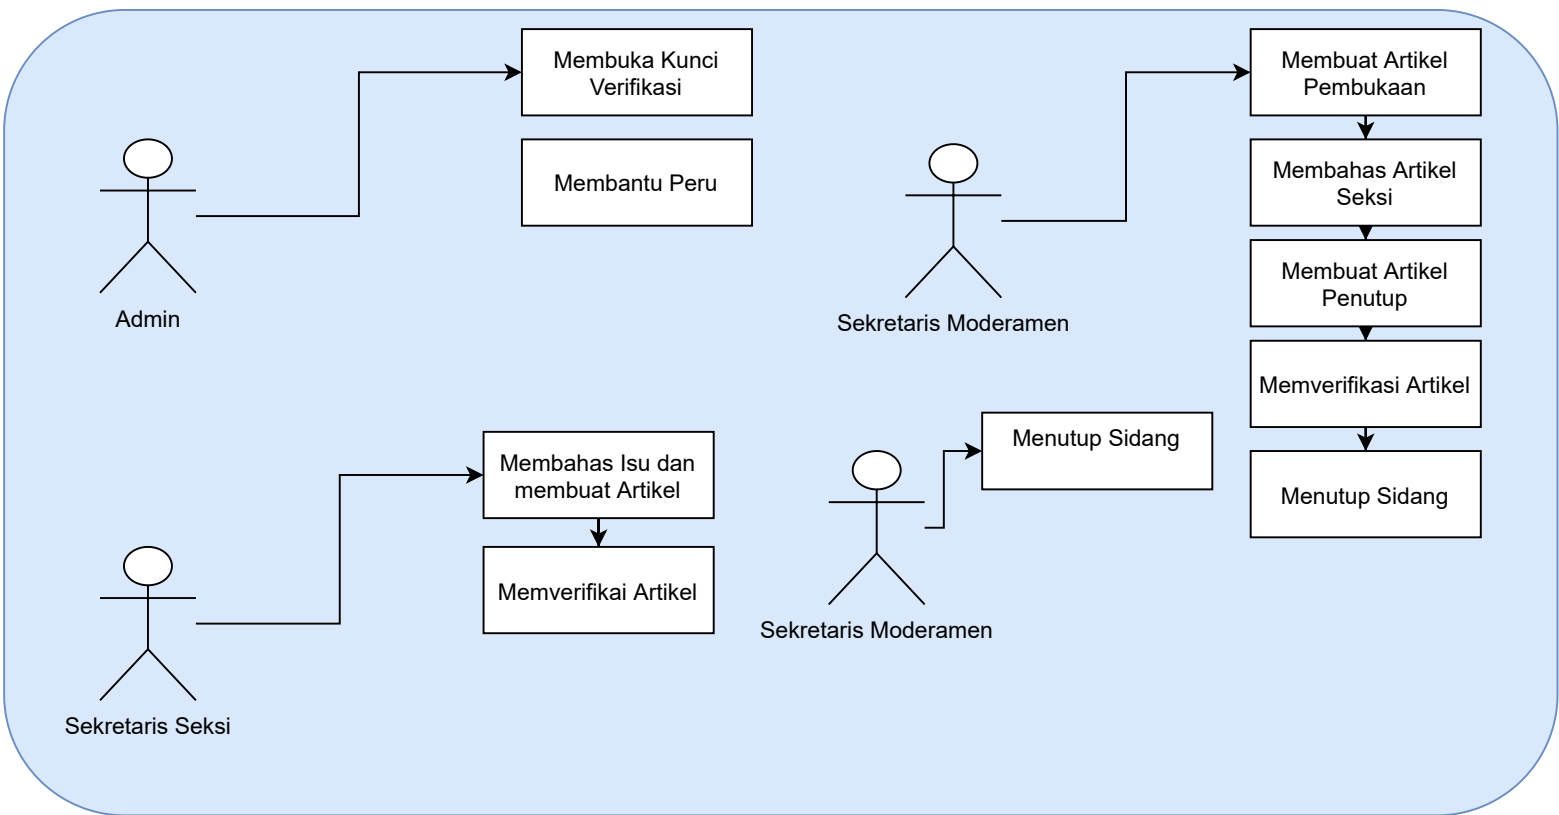 Membuka Kunci
Verifikasi
Membantu Peru
Admin
Membuat Artikel
Pembukaan
Membahas Artikel
Seksi
Membuat Artikel
Penutup
Memverifikasi Artikel
Menutup Sidang
Sekretaris Moderamen
Membahas Isu dan
membuat Artikel
Memverifikai Artikel
Sekretaris Seksi
Menutup Sidang
Sekretaris Moderamen